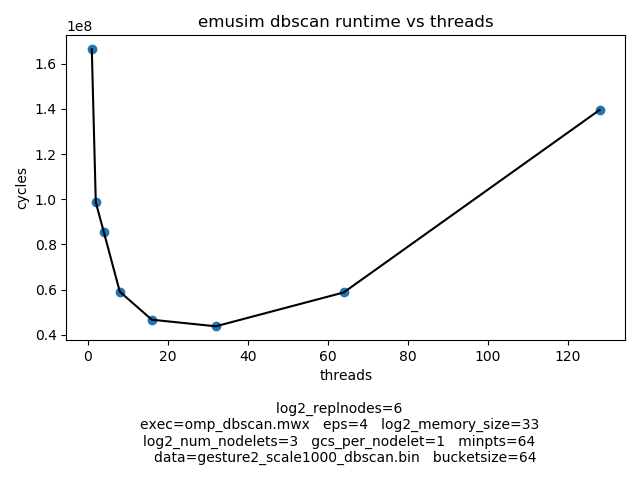 emusim dbscan runtime vs threads
1e8
1.6
1.4
1.2
1.0
0.8
0.6
0.4
cycles
0 20 40 60 80 100 120
threads
log2_replnodes=6
exec=omp_dbscan.mwx eps=4 log2_memory_size=33
log2_num_nodelets=3 gcs_per_nodelet=1 minpts=64
data=gesture2_scale1000_dbscan.bin bucketsize=64